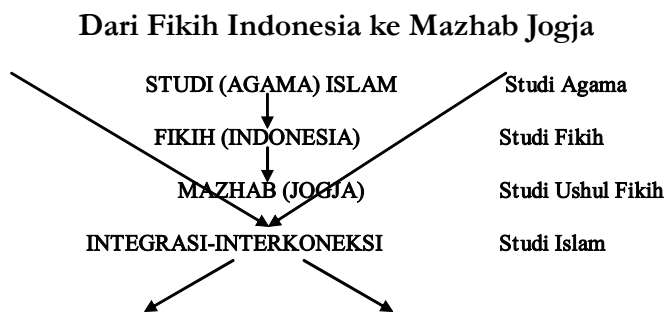 Dari Fikih Indonesia ke Mazhab Jogja
STUDI (AGAMA) ISLAM Studi Agama
FIKIH (INDONESIA) Studi Fikih
MAZHAB (JOGJA) Studi Ushul Fikih
INTEGRASI-INTERKONEKSI Studi Islam